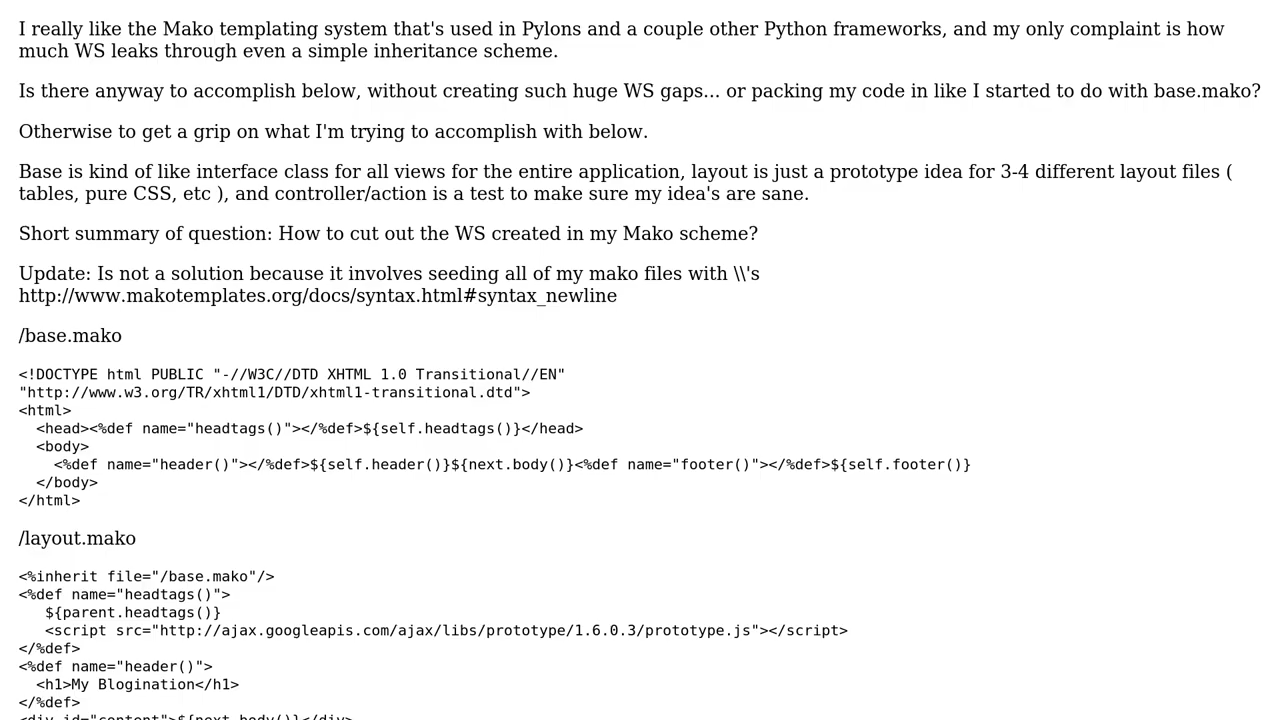 I really like the Mako templating system that's used in Pylons and a couple other Python frameworks, and my only complaint is how
much WS leaks through even a simple inheritance scheme.
Is there anyway to accomplish below, without creating such huge WS gaps... or packing my code in like I started to do with base.mako?
Otherwise to get a grip on what I'm trying to accomplish with below.
Base is kind of like interface class for all views for the entire application, layout is just a prototype idea for 3-4 different layout files (
tables, pure CSS, etc ), and controller/action is a test to make sure my idea's are sane.
Short summary of question: How to cut out the WS created in my Mako scheme?
Update: Is not a solution because it involves seeding all of my mako files with \\'s
http://www.makotemplates.org/docs/syntax.html#syntax_newline
/base.mako
<!DOCTYPE html PUBLIC "-//W3C//DTD XHTML 1.0 Transitional//EN"
"http://www.w3.org/TR/xhtml1/DTD/xhtml1-transitional.dtd">
<html>
  <head><%def name="headtags()"></%def>${self.headtags()}</head>
  <body>
    <%def name="header()"></%def>${self.header()}${next.body()}<%def name="footer()"></%def>${self.footer()}
  </body>
</html>
/layout.mako
<%inherit file="/base.mako"/>
<%def name="headtags()">
   ${parent.headtags()}
   <script src="http://ajax.googleapis.com/ajax/libs/prototype/1.6.0.3/prototype.js"></script>
</%def>
<%def name="header()">
  <h1>My Blogination</h1>
</%def>
<div id="content">${next.body()}</div>